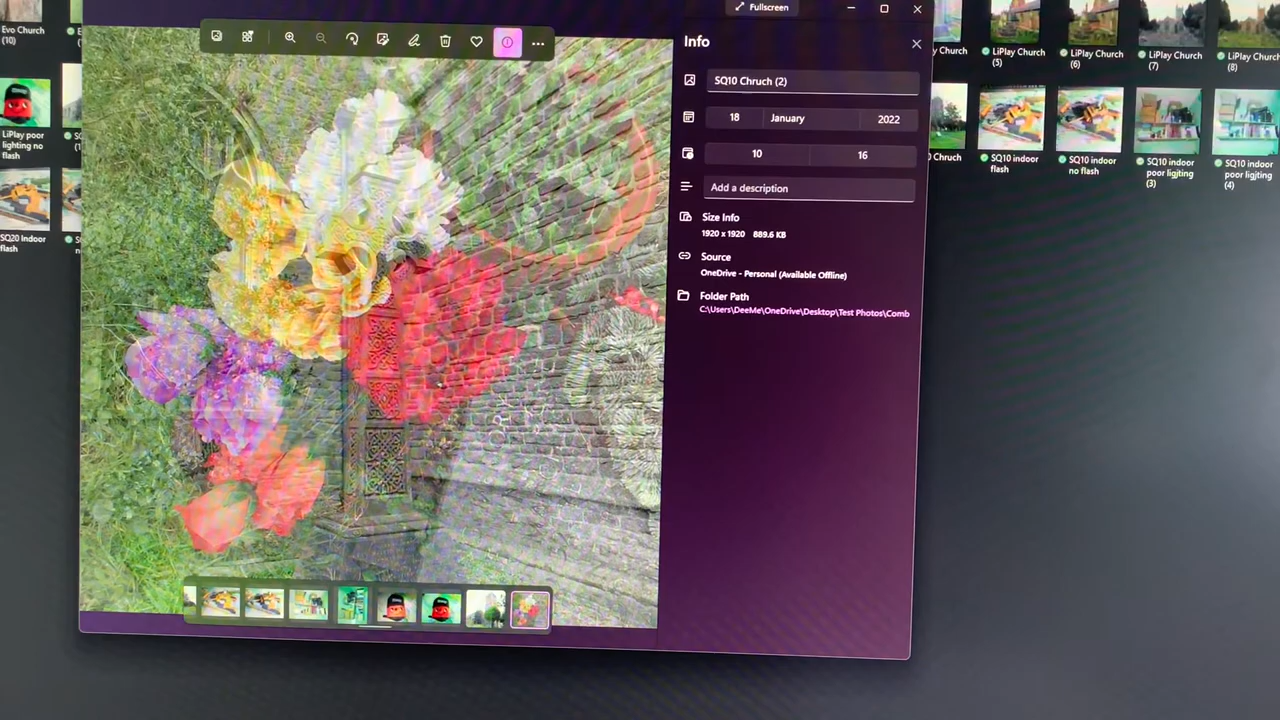 Evo Church
(10)
LiPlay poor
lighting no
flash
SQ20 Indoor
flash
Fullscreen
Info
SQ10 Chruch (2)
18 January 2022
10 16
Add a description
Size Info
1920 x 1920 889.6 KB
Source
OneDrive - Personal (Available Offline)
Folder Path
C:\Users\DeeMe\OneDrive\Desktop\Test Photos\Comb
Church
LiPlay Church
(5)
LiPlay Church
(6)
LiPlay Church
(7)
LiPlay Church
(8)
Church
SQ10 indoor
flash
SQ10 indoor
no flash
SQ10 indoor
poor ligjting
(3)
SQ10 indoor
poor ligjting
(4)